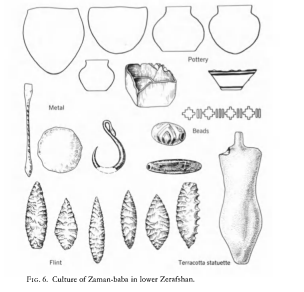 Pottery
Metal
Beads
Flint
Terracotta statuette
FIG. 6. Culture of Zaman-baba in lower Zerafshan.